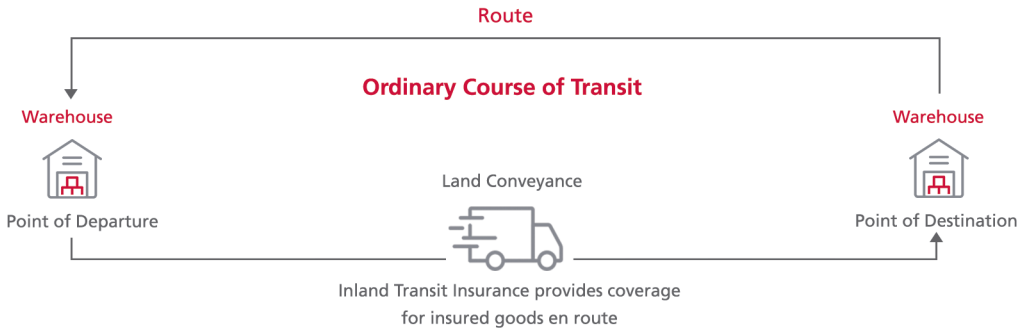 Route
Ordinary Course of Transit
Warehouse
Warehouse
Land Conveyance
Point of Departure
Point of Destination
Inland Transit Insurance provides coverage
for insured goods en route